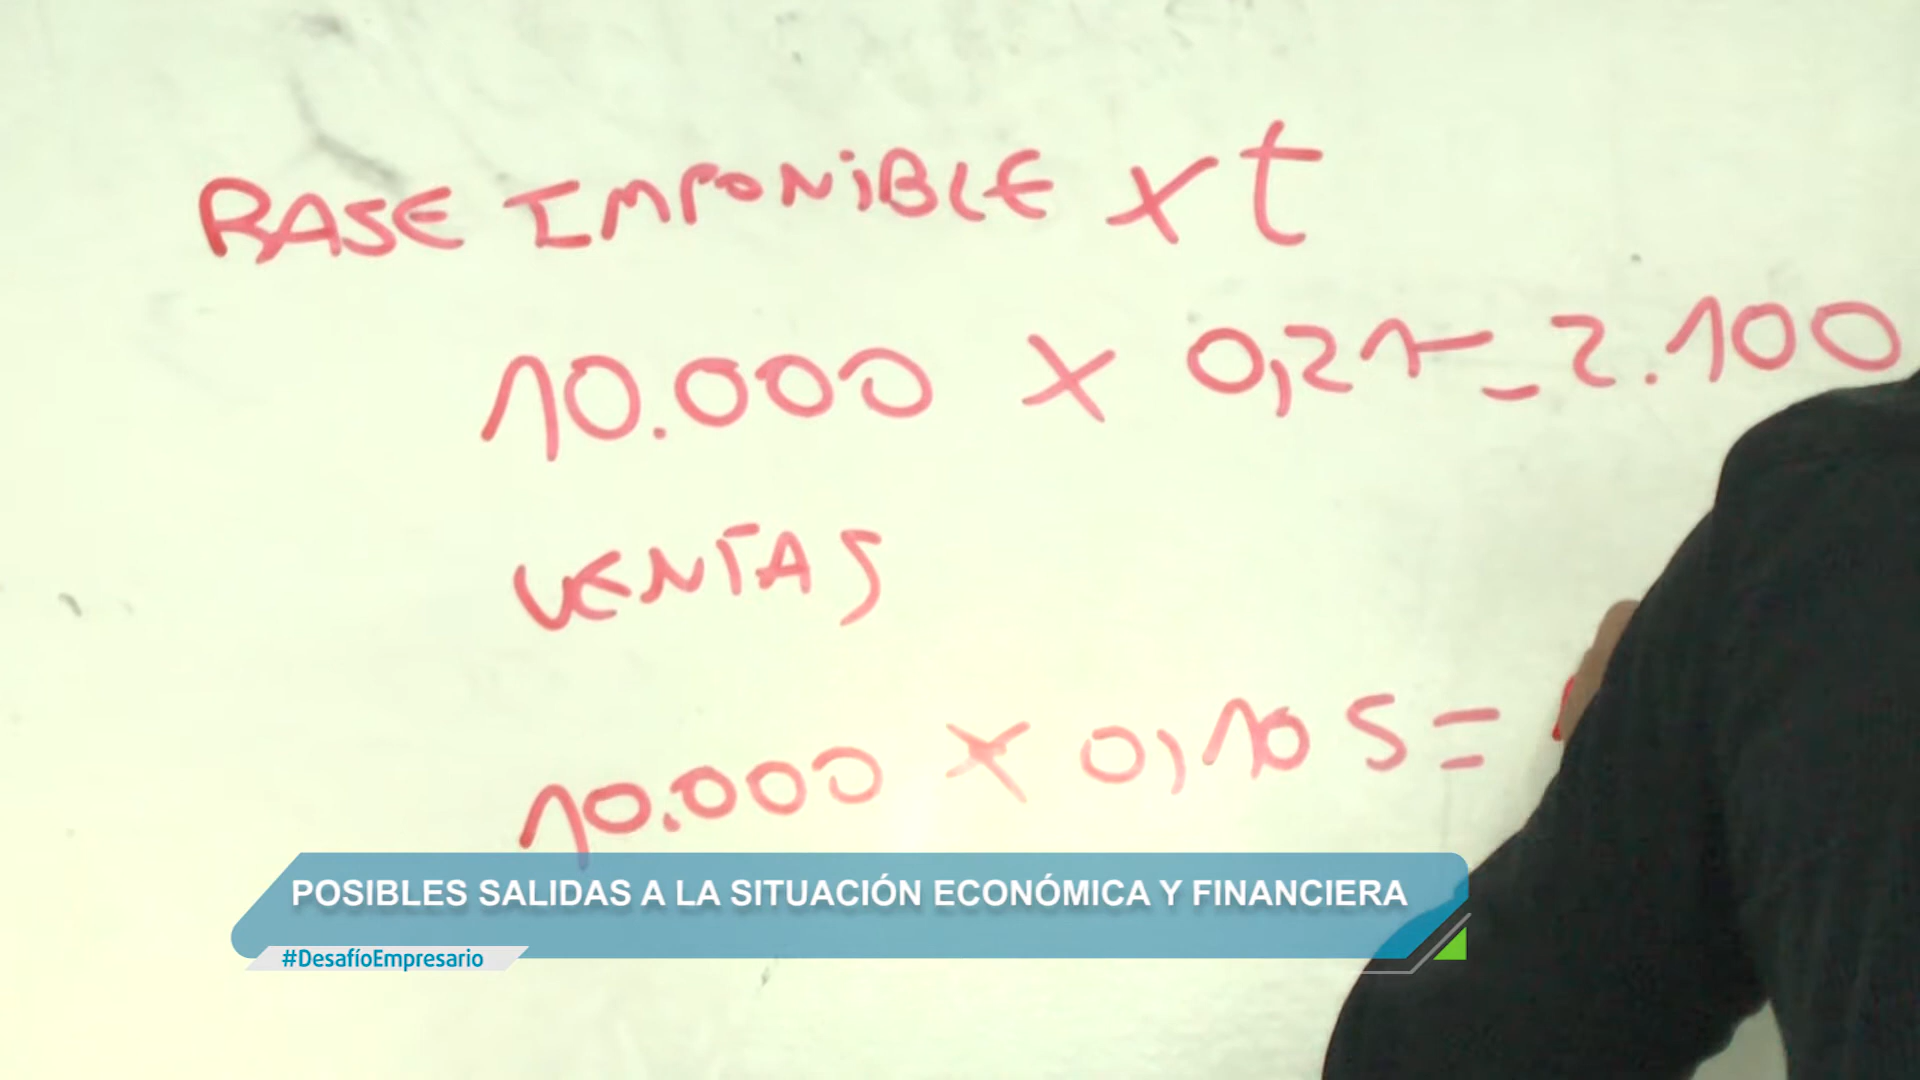 BASE IMPONIBLE x t
10.000 x 0,21 = 2.100
VENTAS
10.000 x 0,105 =
POSIBLES SALIDAS A LA SITUACIÓN ECONÓMICA Y FINANCIERA
#DesafíoEmpresario